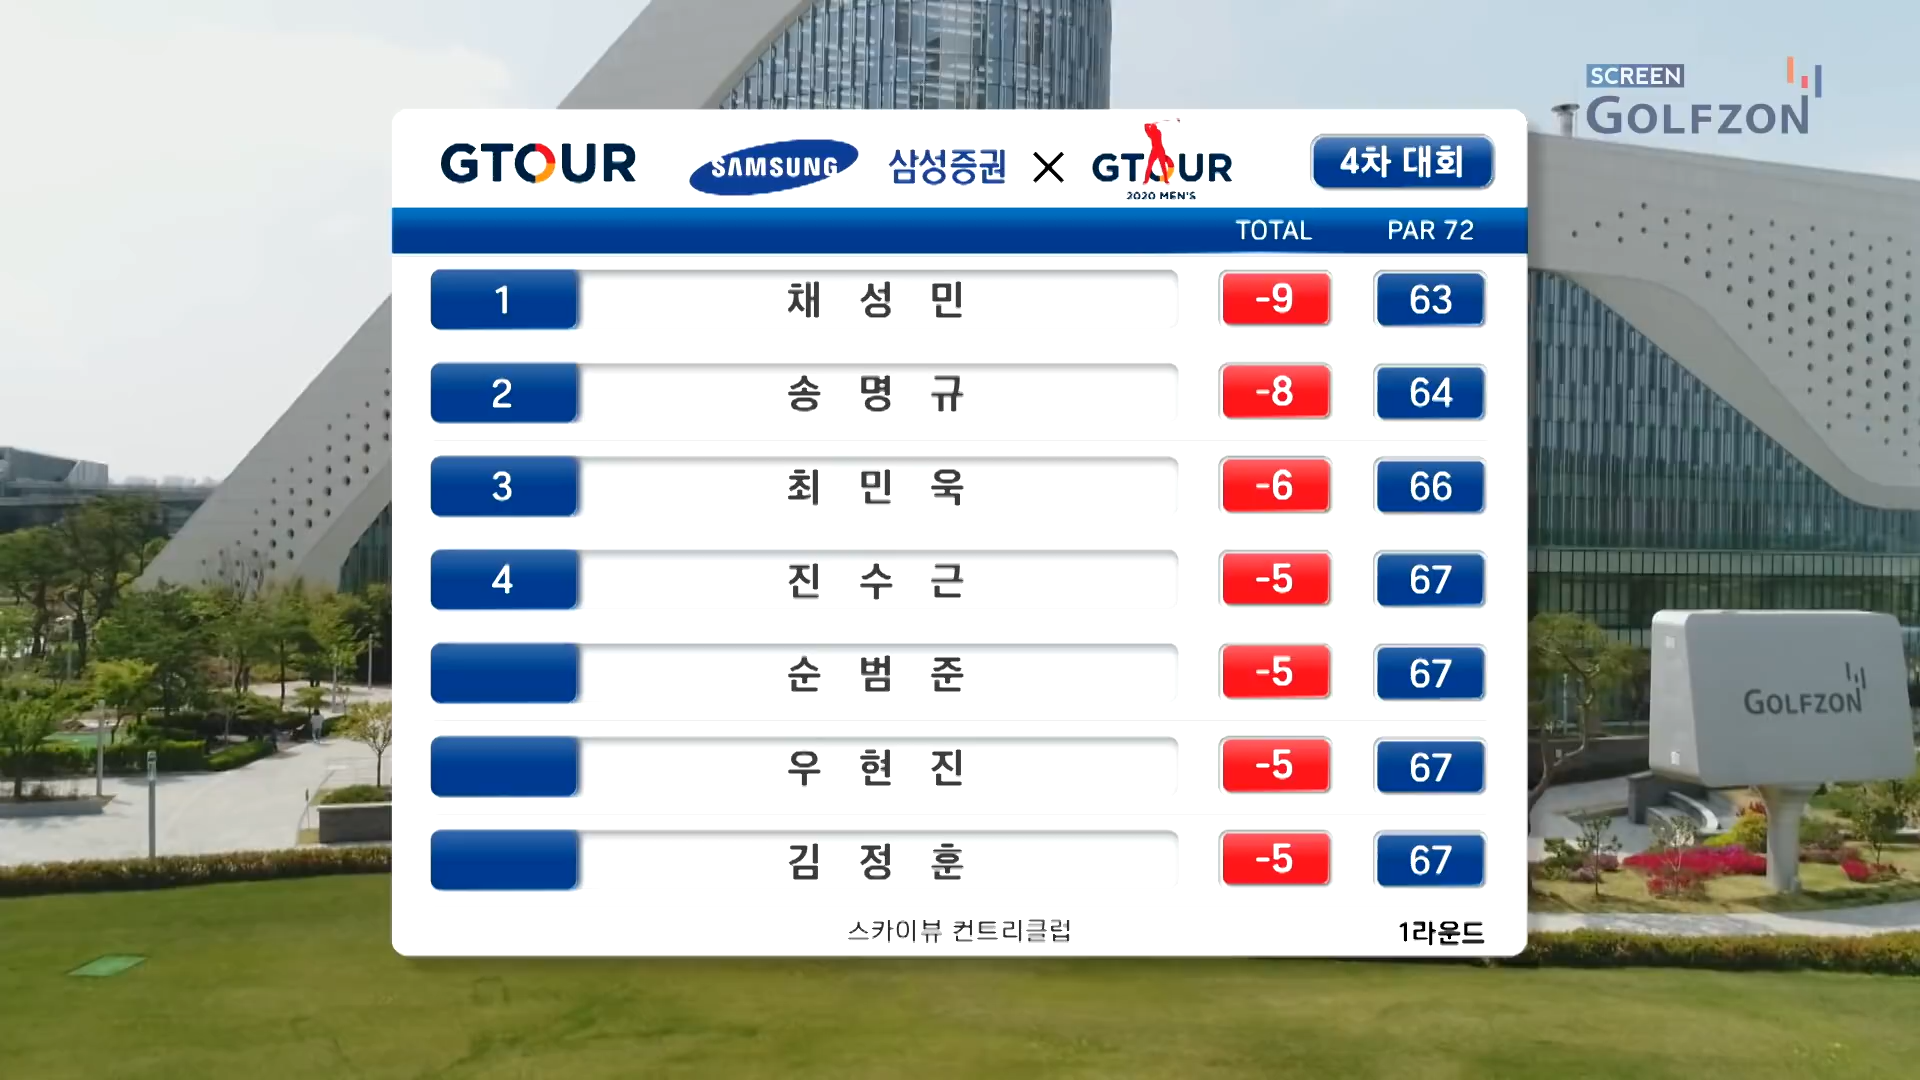 SCREEN
GOLFZON
GTOUR SAMSUNG 삼성증권 X GTOUR 4차 대회
2020 MEN'S
TOTAL PAR 72
1 채 성 민 -9 63
2 송 명 규 -8 64
3 최 민 욱 -6 66
4 진 수 근 -5 67
순 범 준 -5 67
우 현 진 -5 67
김 정 훈 -5 67
스카이뷰 컨트리클럽 1라운드
GOLFZON